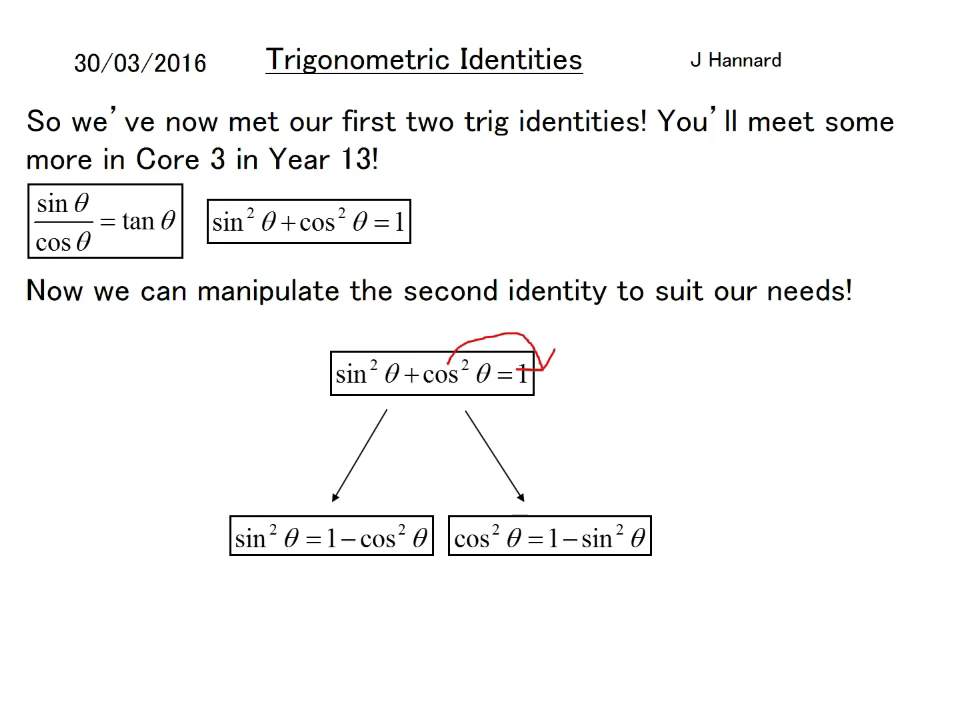 30/03/2016 Trigonometric Identities J Hannard
So we've now met our first two trig identities! You'll meet some
more in Core 3 in Year 13!
sin θ / cos θ = tan θ sin² θ + cos² θ = 1
Now we can manipulate the second identity to suit our needs!
sin² θ + cos² θ = 1
sin² θ = 1 − cos² θ cos² θ = 1 − sin² θ